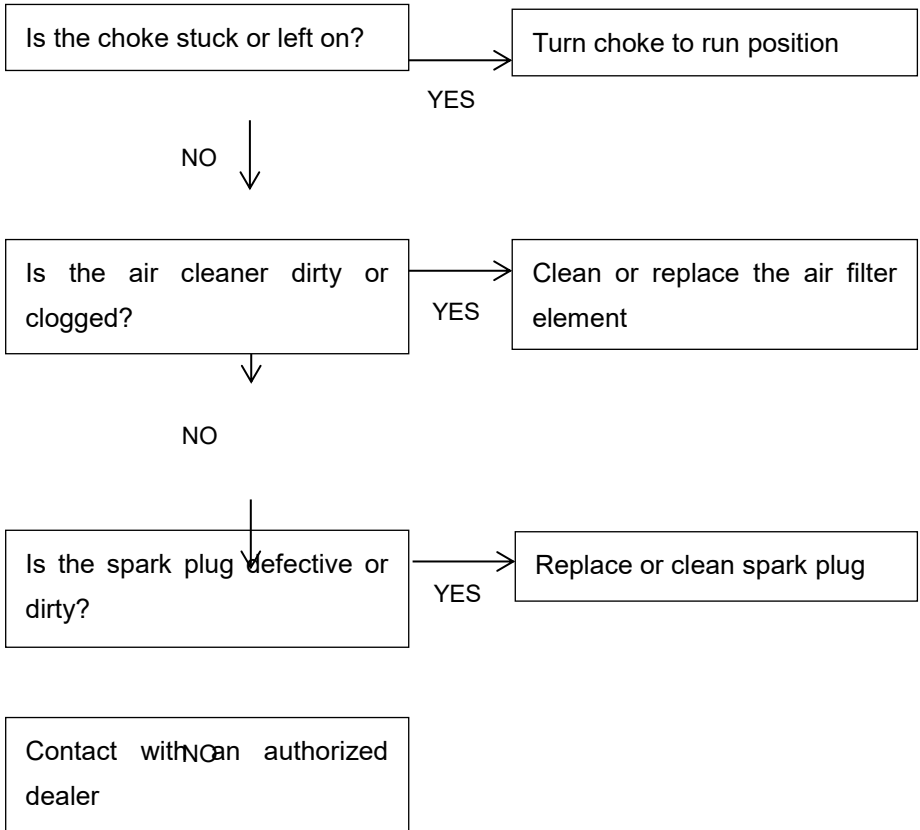 Is the choke stuck or left on?
Turn choke to run position
YES
NO
Is the air cleaner dirty or
clogged?
Clean or replace the air filter
element
YES
NO
Is the spark plug defective or
dirty?
Replace or clean spark plug
YES
NO
Contact with an authorized
dealer